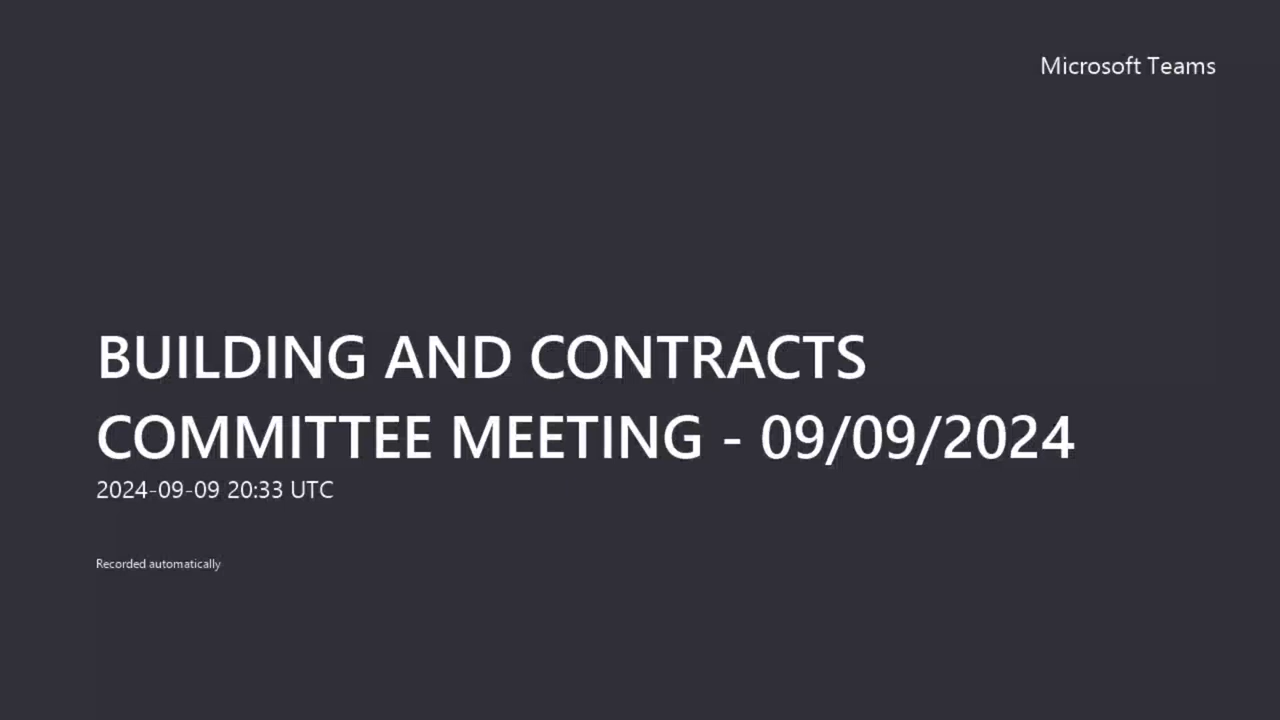 Microsoft Teams
BUILDING AND CONTRACTS
COMMITTEE MEETING - 09/09/2024
2024-09-09 20:33 UTC
Recorded automatically